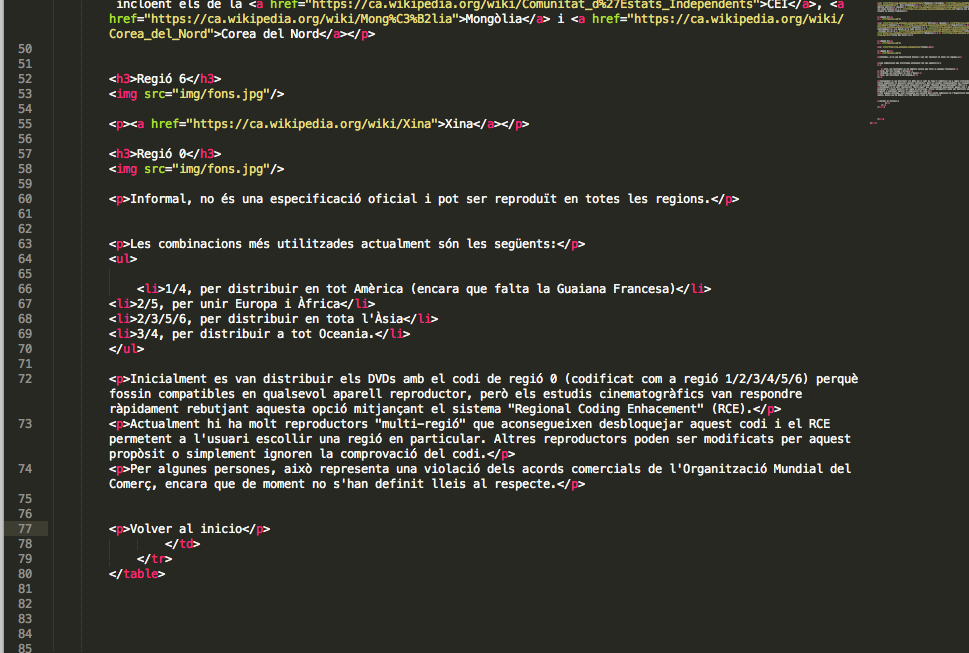 incloent els de la <a href="https://ca.wikipedia.org/wiki/Comunitat_d%27Estats_Independents">CEI</a>, <a
href="https://ca.wikipedia.org/wiki/Mong%C3%B2lia">Mongòlia</a> i <a href="https://ca.wikipedia.org/wiki/
Corea_del_Nord">Corea del Nord</a></p>
50
51
52 <h3>Regió 6</h3>
53 <img src="img/fons.jpg"/>
54
55 <p><a href="https://ca.wikipedia.org/wiki/Xina">Xina</a></p>
56
57 <h3>Regió 0</h3>
58 <img src="img/fons.jpg"/>
59
60 <p>Informal, no és una especificació oficial i pot ser reproduït en totes les regions.</p>
61
62
63 <p>Les combinacions més utilitzades actualment són les següents:</p>
64 <ul>
65
66 <li>1/4, per distribuir en tot Amèrica (encara que falta la Guaiana Francesa)</li>
67 <li>2/5, per unir Europa i Àfrica</li>
68 <li>2/3/5/6, per distribuir en tota l'Àsia</li>
69 <li>3/4, per distribuir a tot Oceania.</li>
70 </ul>
71
72 <p>Inicialment es van distribuir els DVDs amb el codi de regió 0 (codificat com a regió 1/2/3/4/5/6) perquè
fossin compatibles en qualsevol aparell reproductor, però els estudis cinematogràfics van respondre
ràpidament rebutjant aquesta opció mitjançant el sistema "Regional Coding Enhacement" (RCE).</p>
73 <p>Actualment hi ha molt reproductors "multi-regió" que aconsegueixen desbloquejar aquest codi i el RCE
permetent a l'usuari escollir una regió en particular. Altres reproductors poden ser modificats per aquest
propòsit o simplement ignoren la comprovació del codi.</p>
74 <p>Per algunes persones, això representa una violació dels acords comercials de l'Organització Mundial del
Comerç, encara que de moment no s'han definit lleis al respecte.</p>
75
76
77 <p>Volver al inicio</p>
78 </td>
79 </tr>
80 </table>
81
82
83
84
85